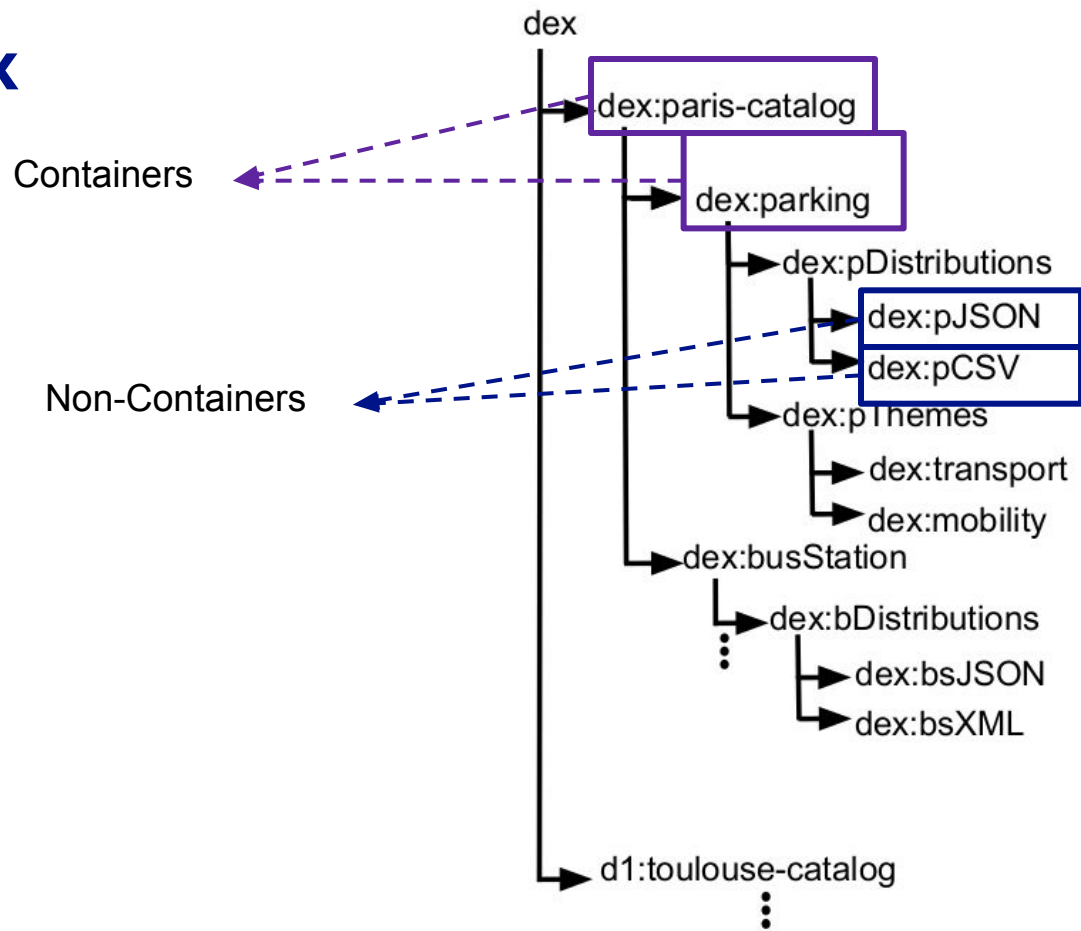 dex
x
dex:paris-catalog
Containers
dex:parking
dex:pDistributions
dex:pJSON
dex:pCSV
Non-Containers
dex:pThemes
dex:transport
dex:mobility
dex:busStation
dex:bDistributions
dex:bsJSON
dex:bsXML
d1:toulouse-catalog